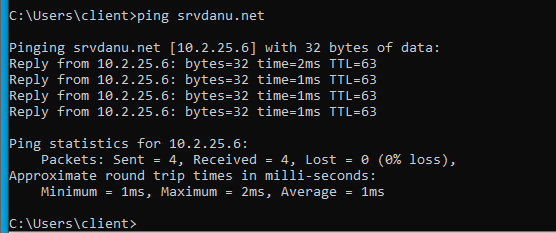 C:\Users\client>ping srvdanu.net
Pinging srvdanu.net [10.2.25.6] with 32 bytes of data:
Reply from 10.2.25.6: bytes=32 time=2ms TTL=63
Reply from 10.2.25.6: bytes=32 time=1ms TTL=63
Reply from 10.2.25.6: bytes=32 time=1ms TTL=63
Reply from 10.2.25.6: bytes=32 time=1ms TTL=63
Ping statistics for 10.2.25.6:
    Packets: Sent = 4, Received = 4, Lost = 0 (0% loss),
Approximate round trip times in milli-seconds:
    Minimum = 1ms, Maximum = 2ms, Average = 1ms
C:\Users\client>